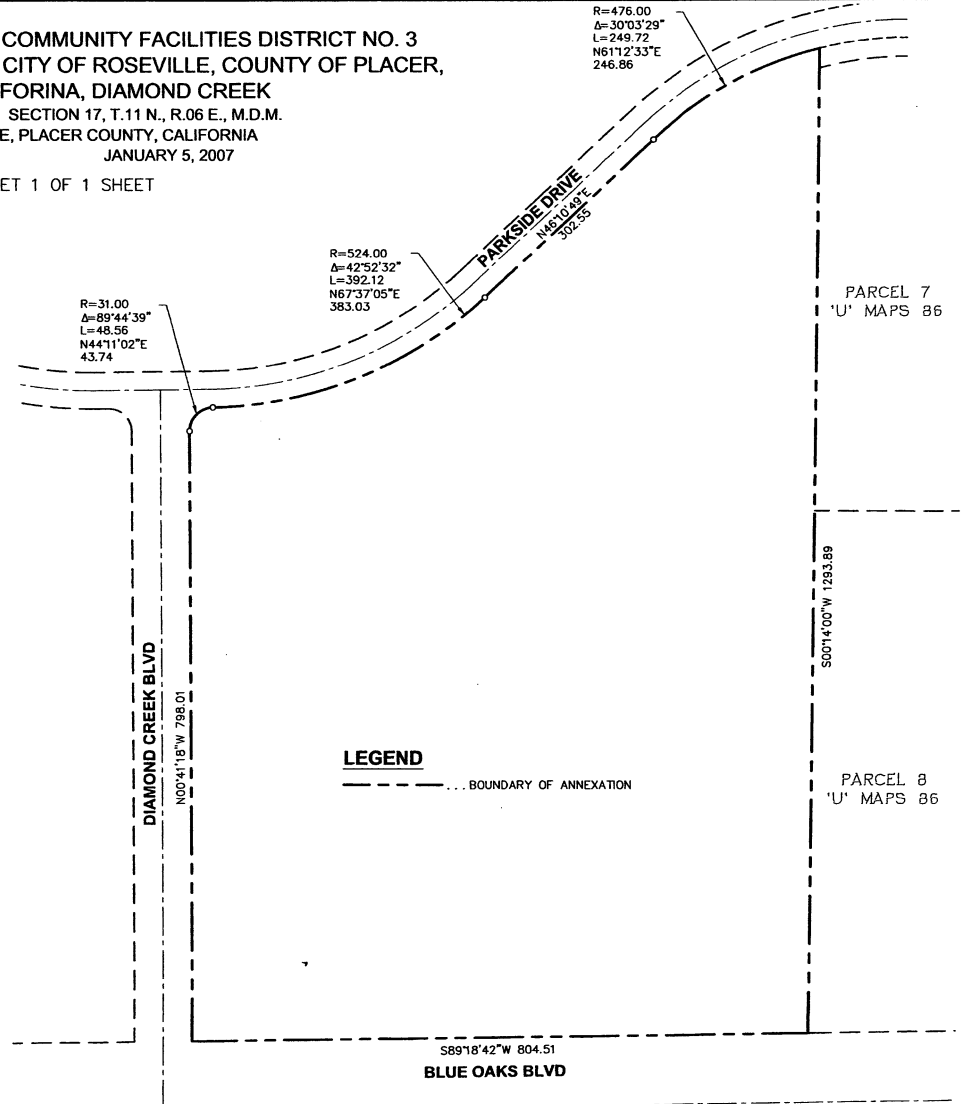 COMMUNITY FACILITIES DISTRICT NO. 3
CITY OF ROSEVILLE, COUNTY OF PLACER,
FORINA, DIAMOND CREEK
SECTION 17, T.11 N., R.06 E., M.D.M.
E, PLACER COUNTY, CALIFORNIA
JANUARY 5, 2007
ET 1 OF 1 SHEET
R=476.00
Δ=30°03'29"
L=249.72
N61°12'33"E
246.86
PARKSIDE DRIVE
N46°10'49"E
302.55
R=524.00
Δ=42°52'32"
L=392.12
N67°37'05"E
383.03
R=31.00
Δ=89°44'39"
L=48.56
N44°11'02"E
43.74
PARCEL 7
'U' MAPS 86
S00°14'00"W 1293.89
DIAMOND CREEK BLVD
N00°41'18"W 798.01
LEGEND
... BOUNDARY OF ANNEXATION
PARCEL 8
'U' MAPS 86
S89°18'42"W 804.51
BLUE OAKS BLVD